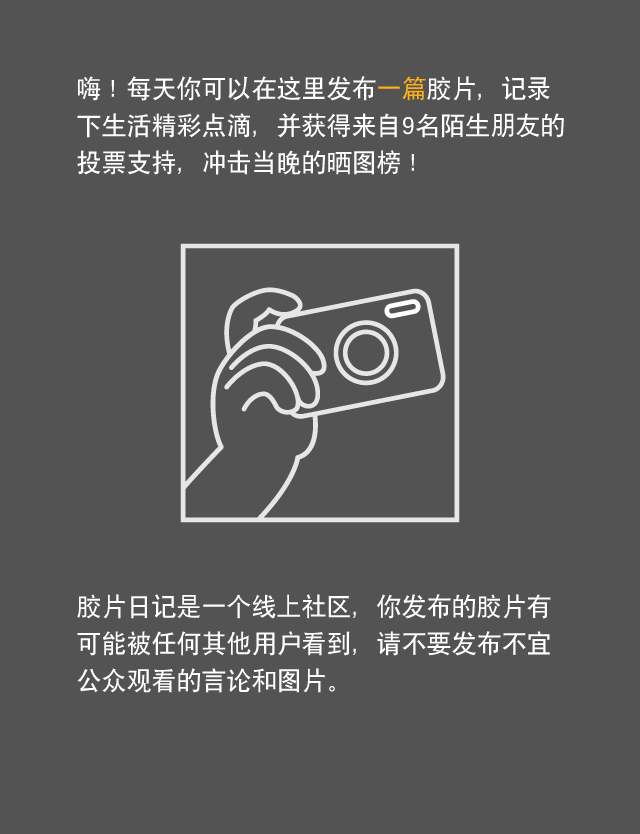 嗨！每天你可以在这里发布一篇胶片，记录
下生活精彩点滴，并获得来自9名陌生朋友的
投票支持，冲击当晚的晒图榜！
胶片日记是一个线上社区，你发布的胶片有
可能被任何其他用户看到，请不要发布不宜
公众观看的言论和图片。